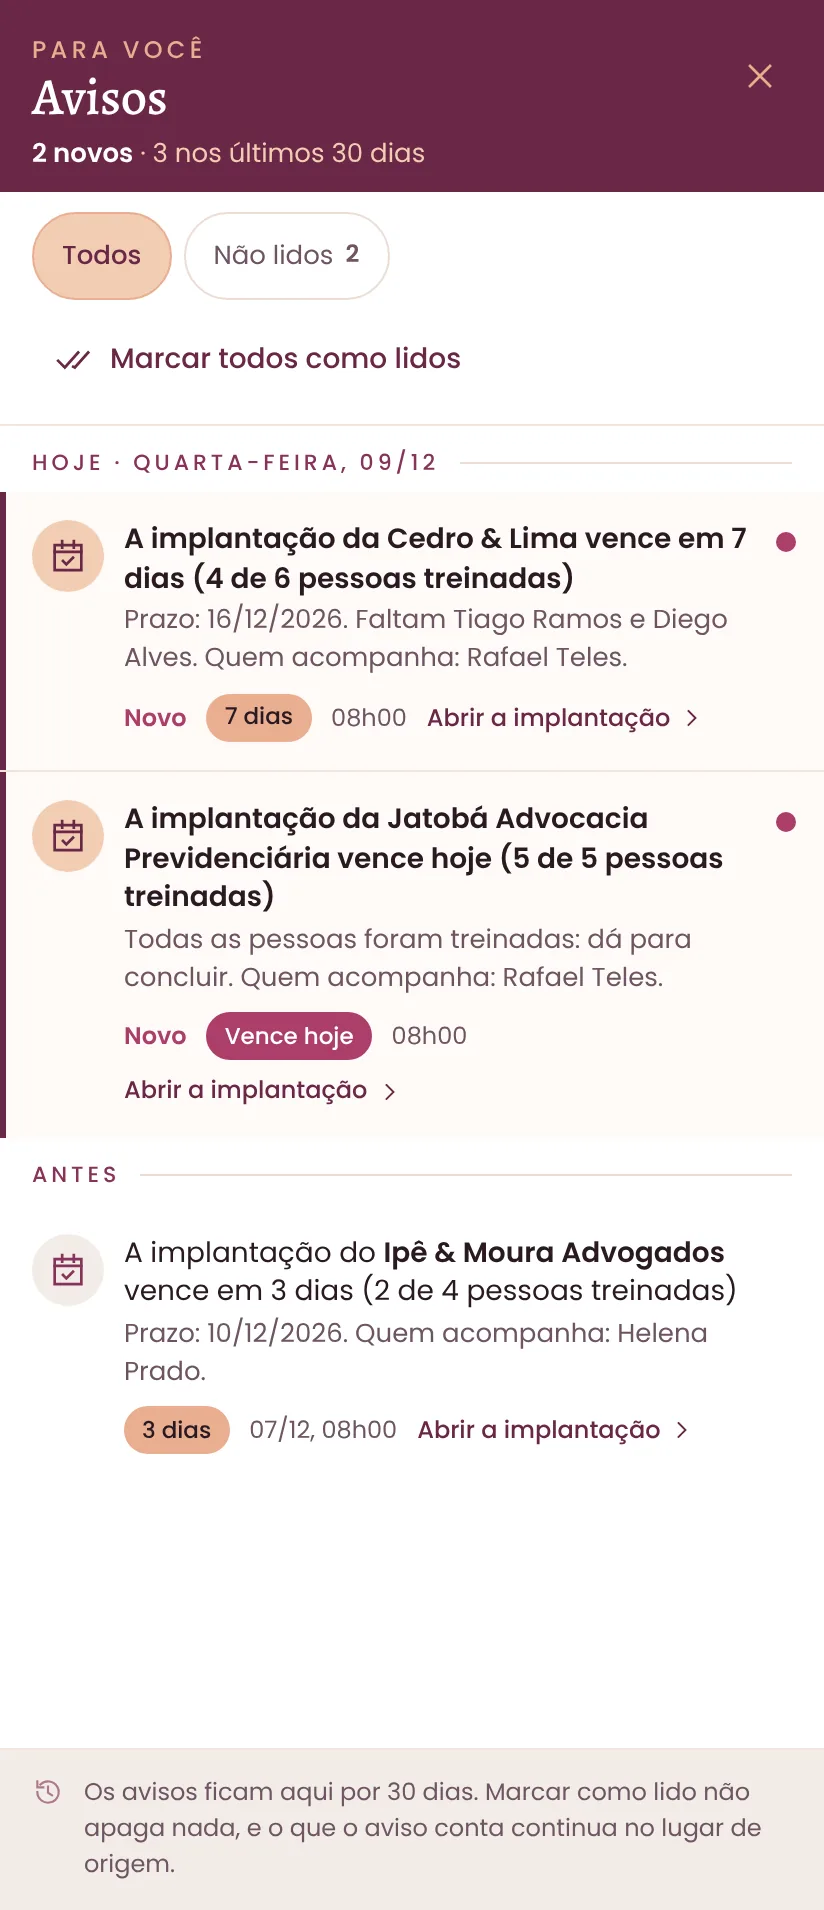 PARA VOCÊ
Avisos
2 novos · 3 nos últimos 30 dias
Todos
Não lidos 2
Marcar todos como lidos
HOJE · QUARTA-FEIRA, 09/12
A implantação da Cedro & Lima vence em 7
dias (4 de 6 pessoas treinadas)
Prazo: 16/12/2026. Faltam Tiago Ramos e Diego
Alves. Quem acompanha: Rafael Teles.
Novo 7 dias 08h00 Abrir a implantação
A implantação da Jatobá Advocacia
Previdenciária vence hoje (5 de 5 pessoas
treinadas)
Todas as pessoas foram treinadas: dá para
concluir. Quem acompanha: Rafael Teles.
Novo Vence hoje 08h00
Abrir a implantação
ANTES
A implantação do Ipê & Moura Advogados
vence em 3 dias (2 de 4 pessoas treinadas)
Prazo: 10/12/2026. Quem acompanha: Helena
Prado.
3 dias 07/12, 08h00 Abrir a implantação
Os avisos ficam aqui por 30 dias. Marcar como lido não
apaga nada, e o que o aviso conta continua no lugar de
origem.